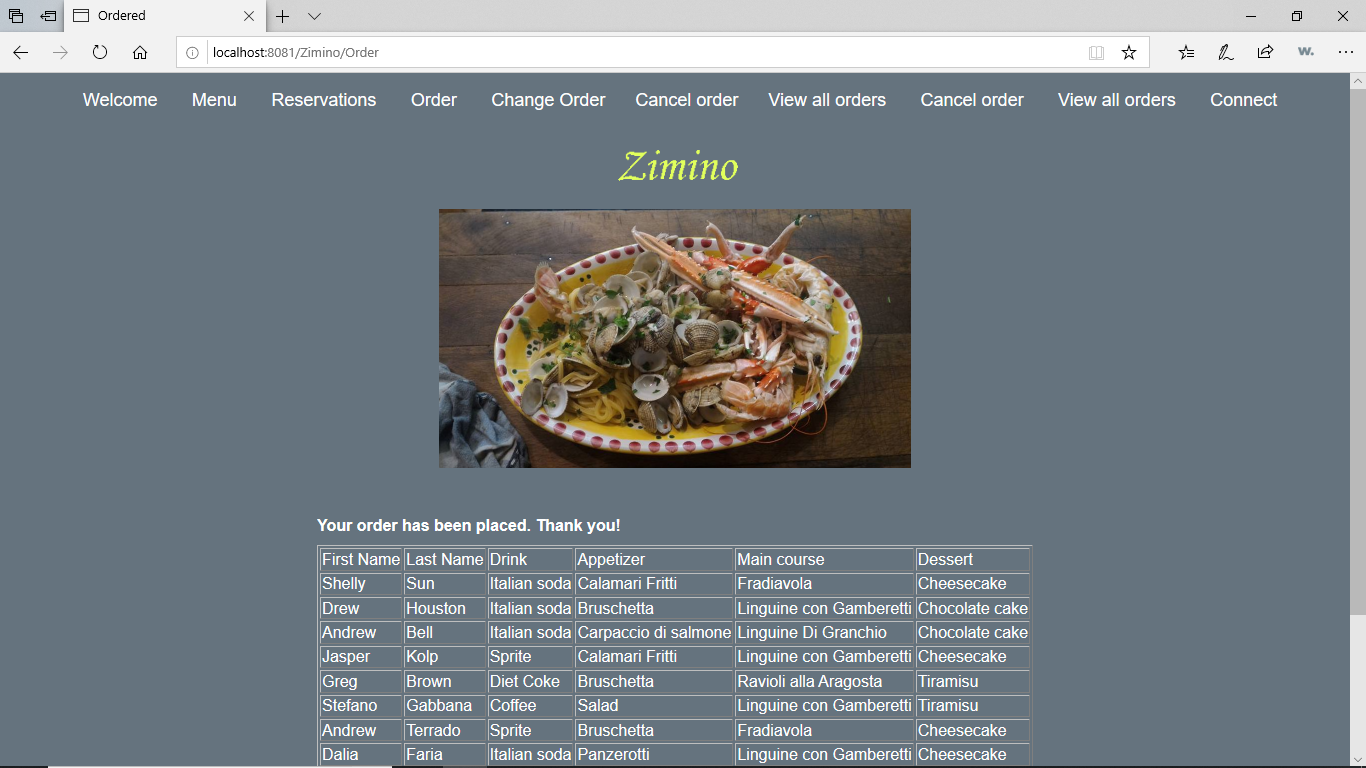 Ordered
localhost:8081/Zimino/Order
w.
Welcome Menu Reservations Order Change Order Cancel order View all orders Cancel order View all orders Connect
Zimino
Your order has been placed. Thank you!
First Name Last Name Drink Appetizer Main course Dessert
Shelly Sun Italian soda Calamari Fritti Fradiavola Cheesecake
Drew Houston Italian soda Bruschetta Linguine con Gamberetti Chocolate cake
Andrew Bell Italian soda Carpaccio di salmone Linguine Di Granchio Chocolate cake
Jasper Kolp Sprite Calamari Fritti Linguine con Gamberetti Cheesecake
Greg Brown Diet Coke Bruschetta Ravioli alla Aragosta Tiramisu
Stefano Gabbana Coffee Salad Linguine con Gamberetti Tiramisu
Andrew Terrado Sprite Bruschetta Fradiavola Cheesecake
Dalia Faria Italian soda Panzerotti Linguine con Gamberetti Cheesecake